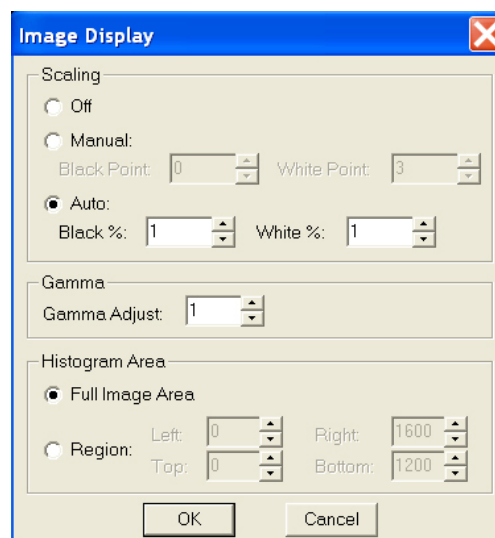 Image Display
Scaling
Off
Manual:
Black Point: 0 White Point: 3
Auto:
Black %: 1 White %: 1
Gamma
Gamma Adjust: 1
Histogram Area
Full Image Area
Region:
Left: 0 Right: 1600
Top: 0 Bottom: 1200
OK Cancel